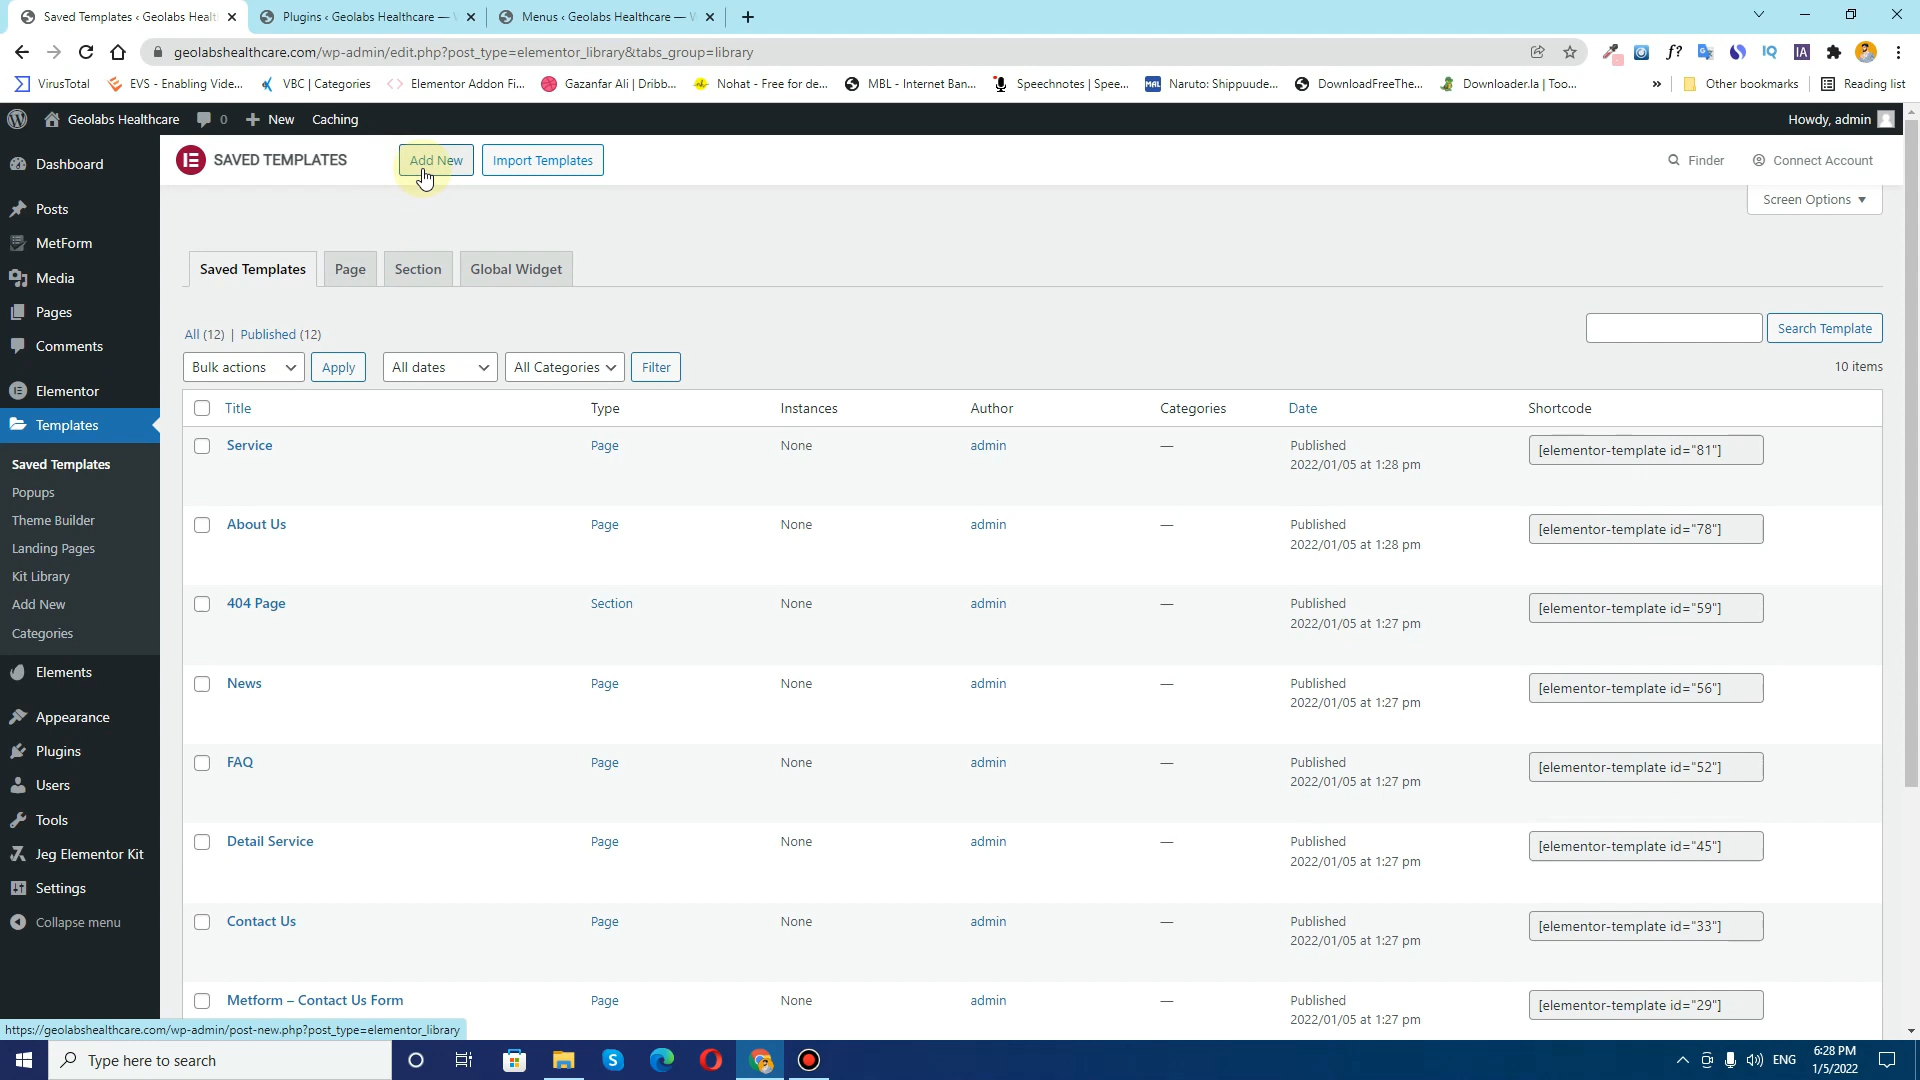 Saved Templates ‹ Geolabs Healt
Plugins ‹ Geolabs Healthcare —
Menus ‹ Geolabs Healthcare — W
geolabshealthcare.com/wp-admin/edit.php?post_type=elementor_library&tabs_group=library
VirusTotal
EVS - Enabling Vide...
VBC | Categories
Elementor Addon Fi...
Gazanfar Ali | Dribb...
Nohat - Free for de...
MBL - Internet Ban...
Speechnotes | Spee...
Naruto: Shippuude...
DownloadFreeThe...
Downloader.la | Too...
»
Other bookmarks
Reading list
Geolabs Healthcare
0
New
Caching
Howdy, admin
SAVED TEMPLATES
Add New
Import Templates
Finder
Connect Account
Screen Options
Dashboard
Posts
MetForm
Media
Pages
Comments
Elementor
Templates
Saved Templates
Popups
Theme Builder
Landing Pages
Kit Library
Add New
Categories
Elements
Appearance
Plugins
Users
Tools
Jeg Elementor Kit
Settings
Collapse menu
Saved Templates
Page
Section
Global Widget
All (12) | Published (12)
Search Template
Bulk actions
Apply
All dates
All Categories
Filter
10 items
Title Type Instances Author Categories Date Shortcode
Service Page None admin — Published [elementor-template id="81"]
2022/01/05 at 1:28 pm
About Us Page None admin — Published [elementor-template id="78"]
2022/01/05 at 1:28 pm
404 Page Section None admin — Published [elementor-template id="59"]
2022/01/05 at 1:27 pm
News Page None admin — Published [elementor-template id="56"]
2022/01/05 at 1:27 pm
FAQ Page None admin — Published [elementor-template id="52"]
2022/01/05 at 1:27 pm
Detail Service Page None admin — Published [elementor-template id="45"]
2022/01/05 at 1:27 pm
Contact Us Page None admin — Published [elementor-template id="33"]
2022/01/05 at 1:27 pm
Metform – Contact Us Form Page None admin — Published [elementor-template id="29"]
2022/01/05 at 1:27 pm
https://geolabshealthcare.com/wp-admin/post-new.php?post_type=elementor_library
Type here to search
ENG
6:28 PM
1/5/2022